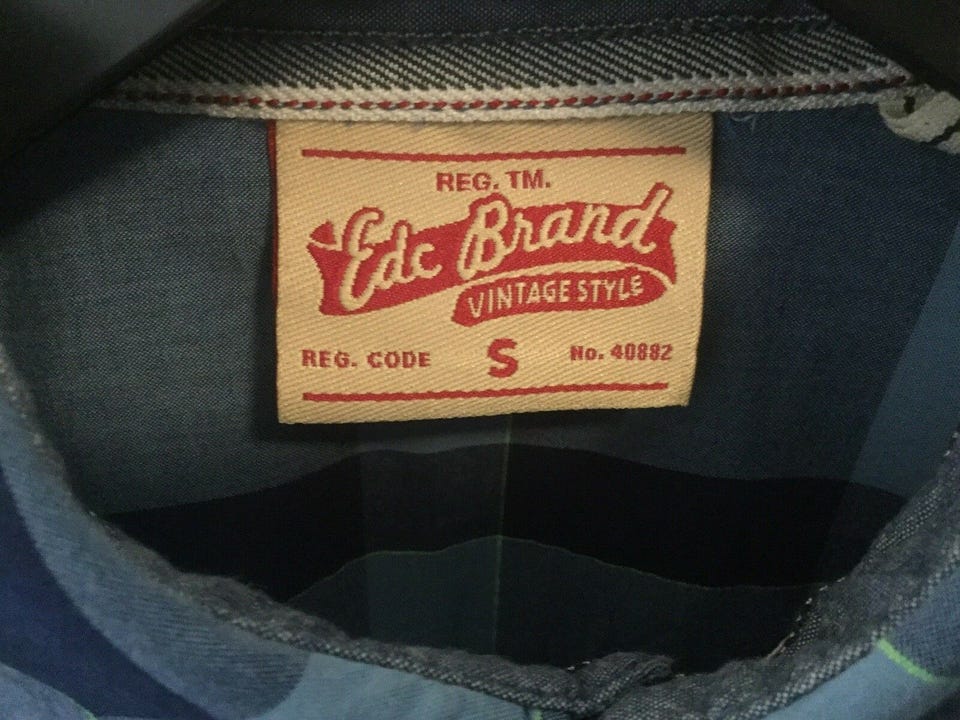 REG. TM.
Edc Brand
VINTAGE STYLE
REG. CODE S No. 40882